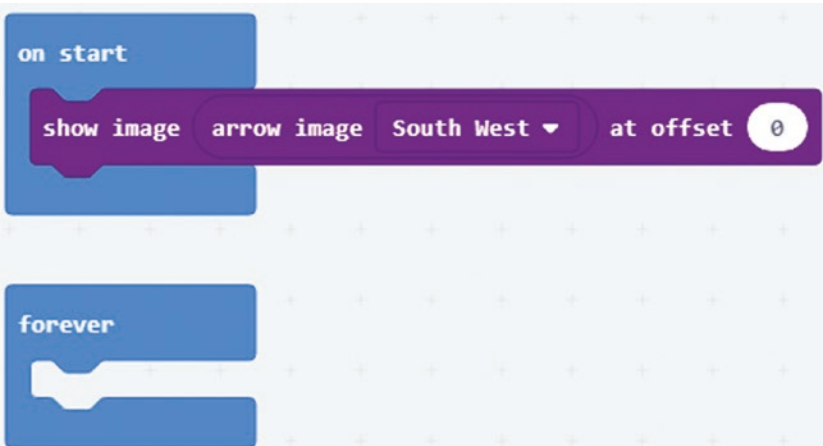 on start
show image arrow image South West at offset 0
forever